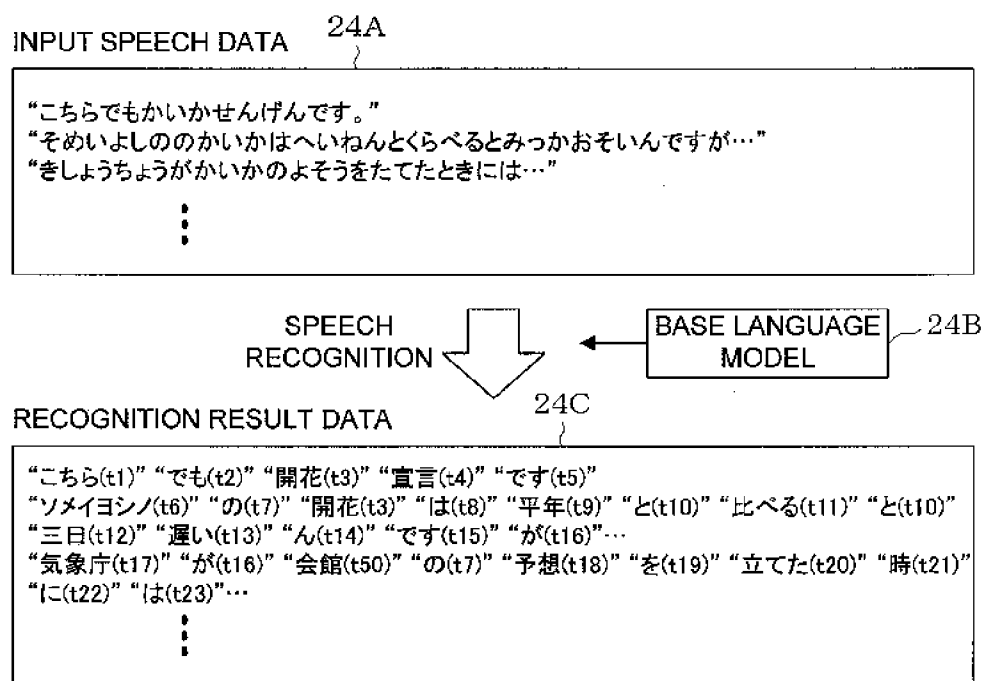 24A
INPUT SPEECH DATA
“こちらでもかいかせんげんです。”
“そめいよしののかいかはへいねんとくらべるとみっかおそいんですが…”
“きしょうちょうがかいかのよそうをたてたときには…”
SPEECH
RECOGNITION
BASE LANGUAGE
MODEL
24B
24C
RECOGNITION RESULT DATA
“こちら(t1)” “でも(t2)” “開花(t3)” “宣言(t4)” “です(t5)”
“ソメイヨシノ(t6)” “の(t7)” “開花(t3)” “は(t8)” “平年(t9)” “と(t10)” “比べる(t11)” “と(t10)”
“三日(t12)” “遅い(t13)” “ん(t14)” “です(t15)” “が(t16)”…
“気象庁(t17)” “が(t16)” “会館(t50)” “の(t7)” “予想(t18)” “を(t19)” “立てた(t20)” “時(t21)”
“に(t22)” “は(t23)”…